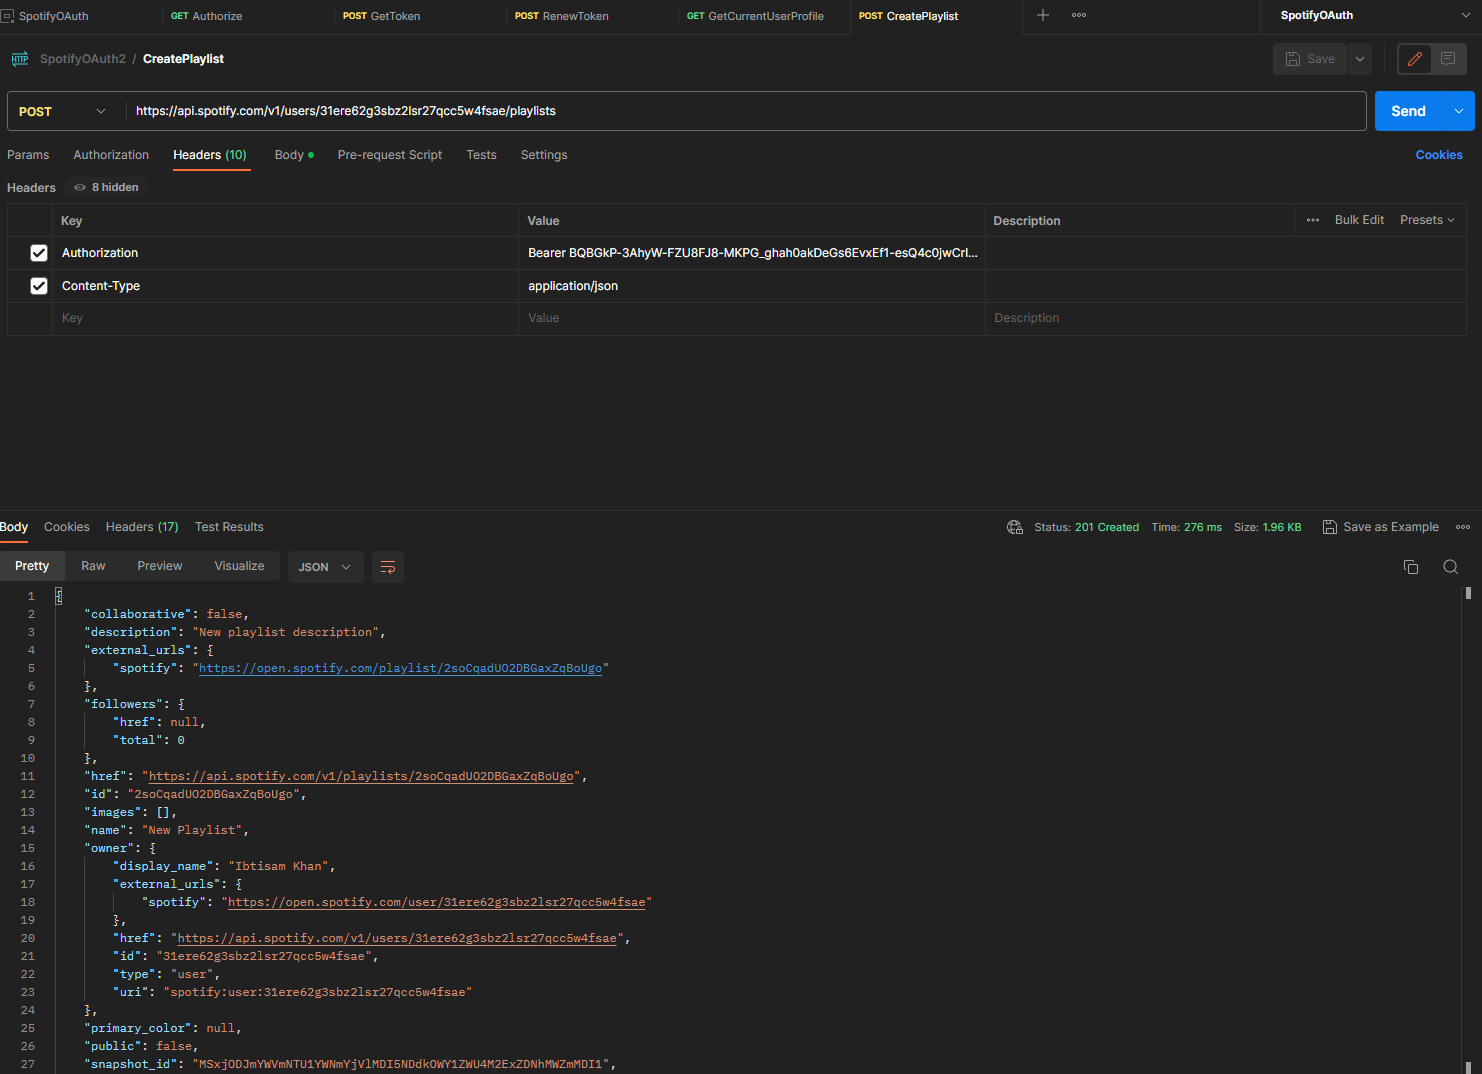 SpotifyOAuth GET Authorize POST GetToken POST RenewToken GET GetCurrentUserProfile POST CreatePlaylist SpotifyOAuth
HTTP SpotifyOAuth2 / CreatePlaylist Save
POST https://api.spotify.com/v1/users/31ere62g3sbz2lsr27qcc5w4fsae/playlists Send
Params Authorization Headers (10) Body Pre-request Script Tests Settings Cookies
Headers 8 hidden
Key Value Description Bulk Edit Presets
Authorization Bearer BQBGkP-3AhyW-FZU8FJ8-MKPG_ghah0akDeGs6EvxEf1-esQ4c0jwCrI...
Content-Type application/json
Key Value Description
Body Cookies Headers (17) Test Results Status: 201 Created Time: 276 ms Size: 1.96 KB Save as Example
Pretty Raw Preview Visualize JSON
1 {
2 "collaborative": false,
3 "description": "New playlist description",
4 "external_urls": {
5 "spotify": "https://open.spotify.com/playlist/2soCqadUO2DBGaxZqBoUgo"
6 },
7 "followers": {
8 "href": null,
9 "total": 0
10 },
11 "href": "https://api.spotify.com/v1/playlists/2soCqadUO2DBGaxZqBoUgo",
12 "id": "2soCqadUO2DBGaxZqBoUgo",
13 "images": [],
14 "name": "New Playlist",
15 "owner": {
16 "display_name": "Ibtisam Khan",
17 "external_urls": {
18 "spotify": "https://open.spotify.com/user/31ere62g3sbz2lsr27qcc5w4fsae"
19 },
20 "href": "https://api.spotify.com/v1/users/31ere62g3sbz2lsr27qcc5w4fsae",
21 "id": "31ere62g3sbz2lsr27qcc5w4fsae",
22 "type": "user",
23 "uri": "spotify:user:31ere62g3sbz2lsr27qcc5w4fsae"
24 },
25 "primary_color": null,
26 "public": false,
27 "snapshot_id": "MSxjODJmYWVmNTU1YWNmYjVlMDI5NDdkOWY1ZWU4M2ExZDNhMWZmMDI1",